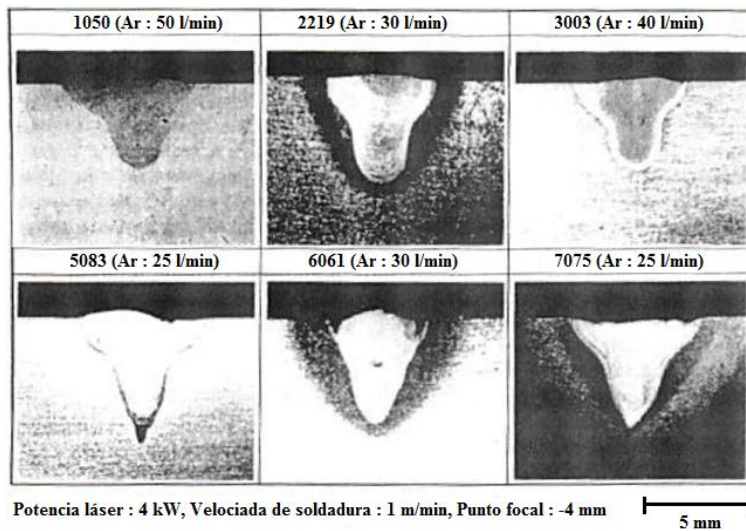 1050 (Ar : 50 l/min)
2219 (Ar : 30 l/min)
3003 (Ar : 40 l/min)
5083 (Ar : 25 l/min)
6061 (Ar : 30 l/min)
7075 (Ar : 25 l/min)
Potencia láser : 4 kW, Velociada de soldadura : 1 m/min, Punto focal : -4 mm
5 mm